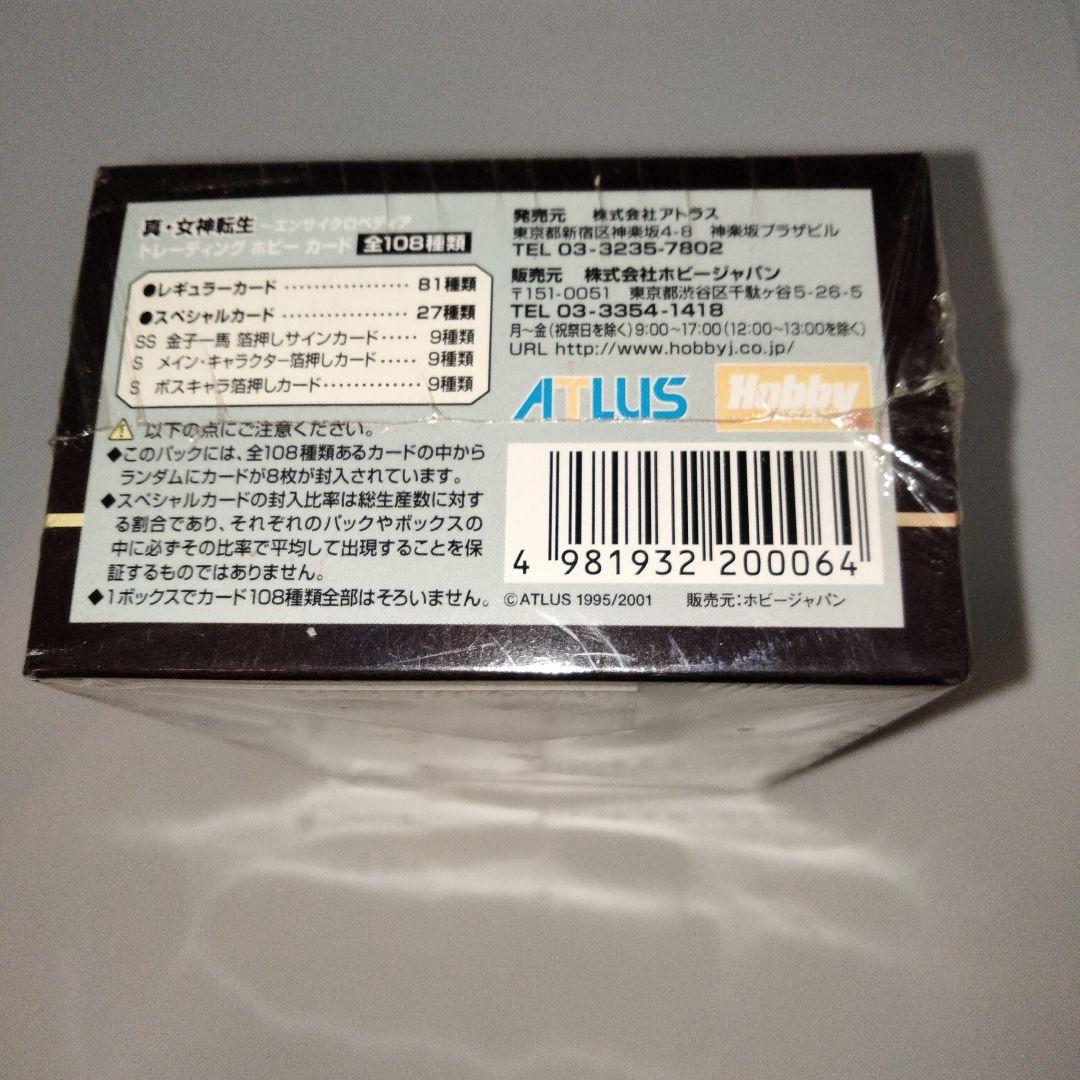 真・女神転生 ～エンサイクロペディア
トレーディング ホビー カード 全108種類
●レギュラーカード ・・・・・・・・・・・・・・・・ 81種類
●スペシャルカード ・・・・・・・・・・・・・・・・ 27種類
SS 金子一馬 箔押しサインカード・・・・・ 9種類
S メイン・キャラクター箔押しカード・・・・・ 9種類
S ボスキャラ箔押しカード・・・・・・・・・・・・・ 9種類
⚠ 以下の点にご注意ください。
◆このパックには、全108種類あるカードの中から
ランダムにカードが8枚が封入されています。
◆スペシャルカードの封入比率は総生産数に対す
る割合であり、それぞれのパックやボックスの
中に必ずその比率で平均して出現することを保
証するものではありません。
◆1ボックスでカード108種類全部はそろいません。
発売元 株式会社アトラス
東京都新宿区神楽坂4-8 神楽坂プラザビル
TEL 03-3235-7802
販売元 株式会社ホビージャパン
〒151-0051 東京都渋谷区千駄ヶ谷5-26-5
TEL 03-3354-1418
月～金(祝祭日を除く)9:00～17:00(12:00～13:00を除く)
URL http://www.hobbyj.co.jp/
ATLUS
Hobby
4 981932 200064
©ATLUS 1995/2001 販売元:ホビージャパン